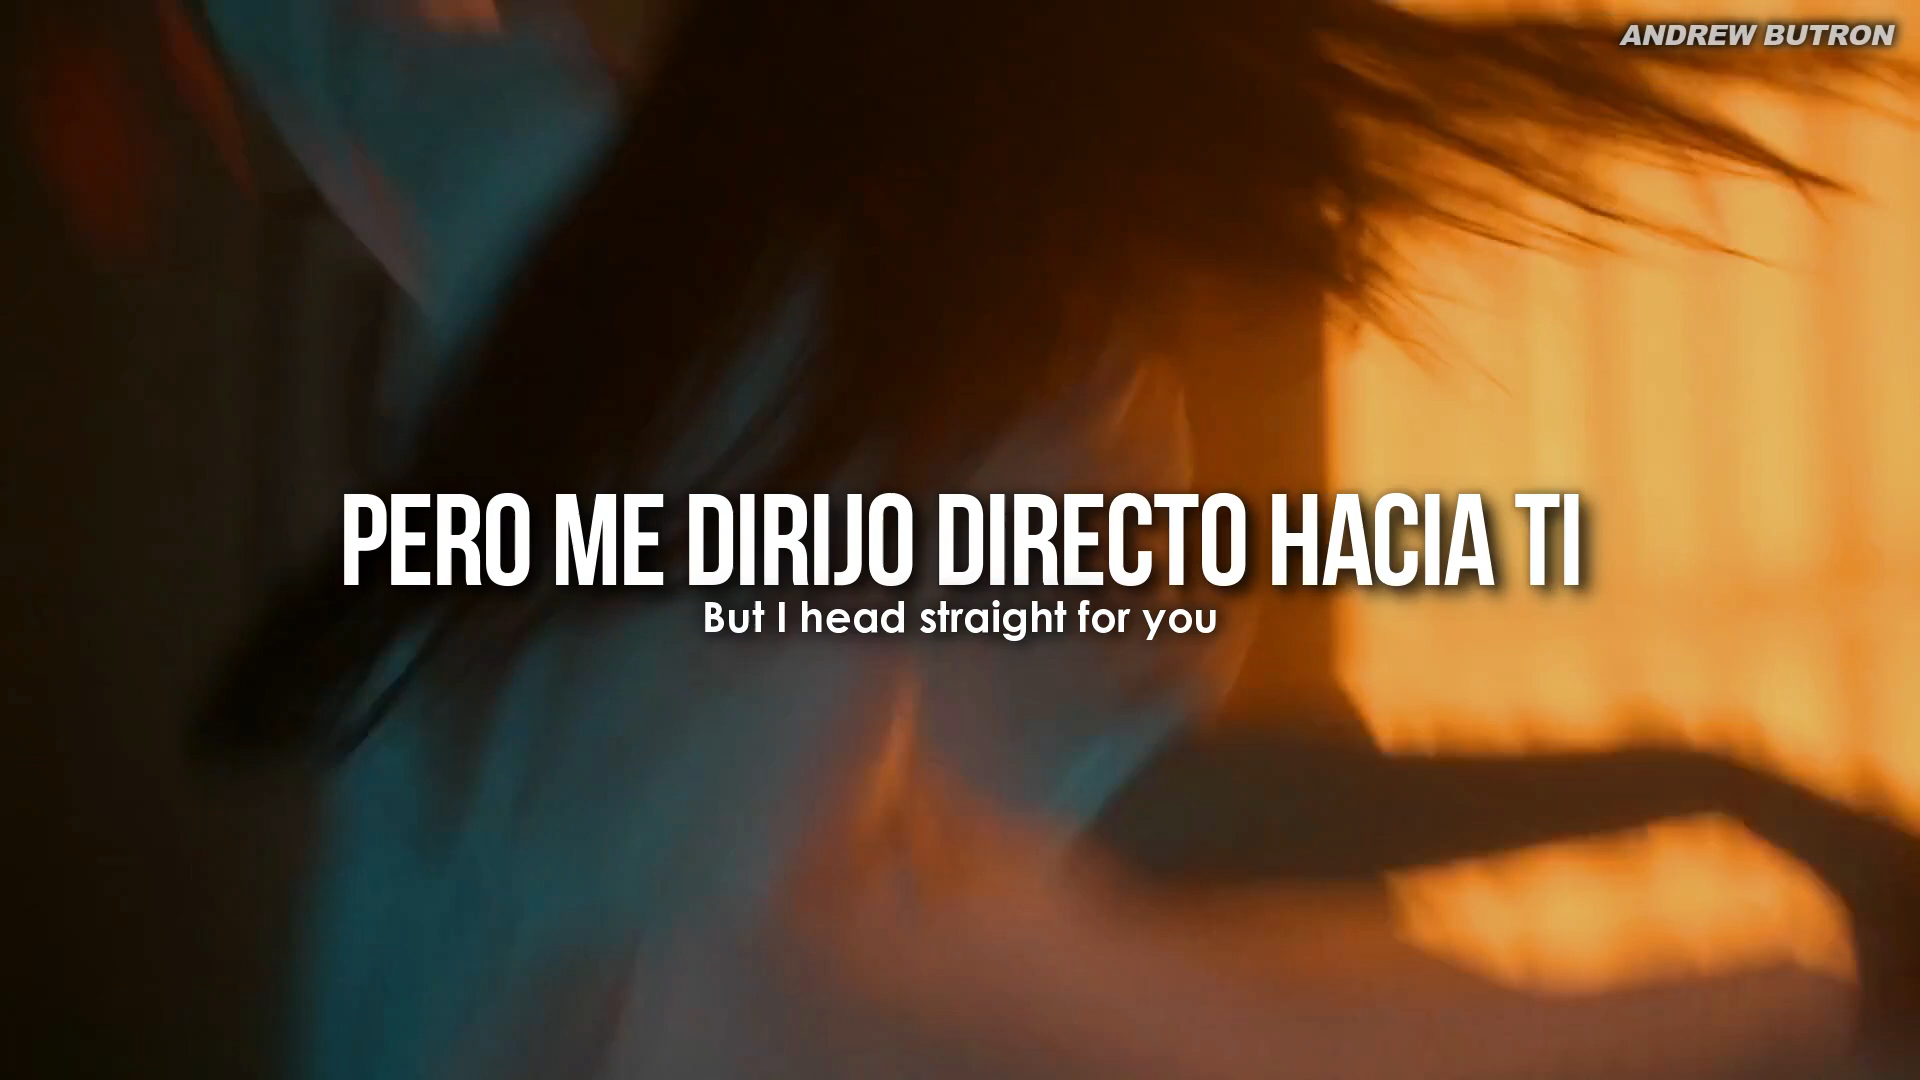 ANDREW BUTRON
PERO ME DIRIJO DIRECTO HACIA TI
But I head straight for you